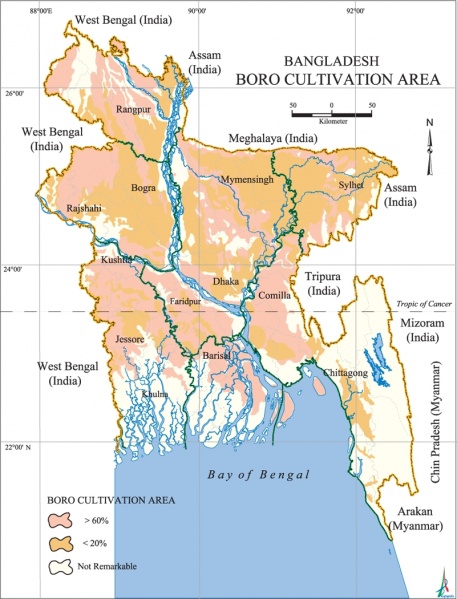 88°00'E
90°00
92°00'
West Bengal (India)
Assam
(India)
BANGLADESH
BORO CULTIVATION AREA
50 0 50
Kilometer
26°00'
Rangpur
N
West Bengal
(India)
Meghalaya (India)
Mymensingh
Sylhet
Assam
(India)
Bogra
Rajshahi
Kushtia
24°00
Dhaka
Tripura
(India)
Faridpur
Comilla
Tropic of Cancer
Mizoram
(India)
Jessore
Barisal
West Bengal
(India)
Chittagong
Khulna
Chin Pradesh (Myanmar)
22°00' N
Bay of Bengal
Arakan
(Myanmar)
BORO CULTIVATION AREA
> 60%
< 20%
Not Remarkable